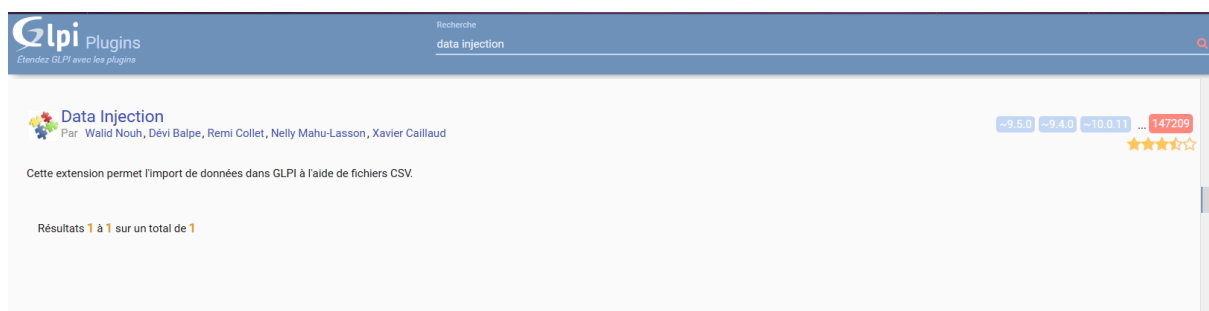 Glpi Plugins
Étendez GLPI avec les plugins
Recherche
data injection
Data Injection
Par Walid Nouh, Dévi Balpe, Remi Collet, Nelly Mahu-Lasson, Xavier Caillaud
~9.5.0 ~9.4.0 ~10.0.11 ... 147209
Cette extension permet l'import de données dans GLPI à l'aide de fichiers CSV.
Résultats 1 à 1 sur un total de 1